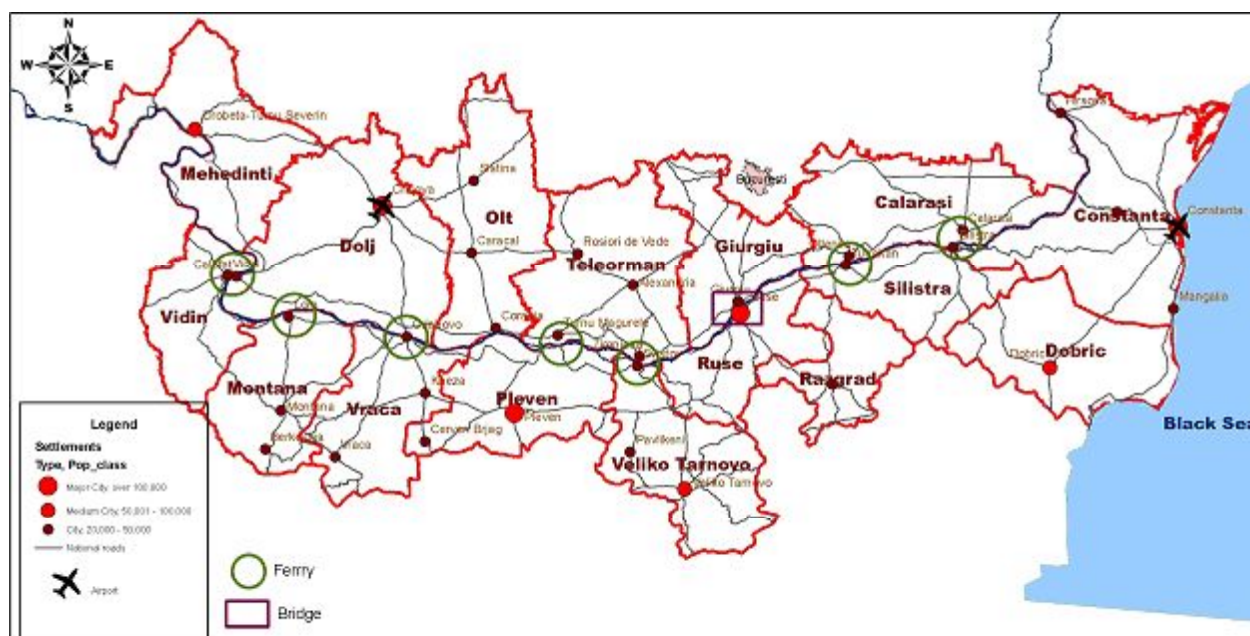 N
W E
S
Drobeta-Turnu Severin
Mehedinti
Slatina
Craiova
Olt
Dolj
Caracal
Rosiori de Vede
Teleorman
Alexandria
Bucuresti
Giurgiu
Calarasi
Constanta
Constanta
Silistra
Mangalia
Vidin
Corabia
Turnu Magurele
Ruse
Dobric
Dobric
Razgrad
Montana
Montana
Vraca
Vraca
Kneza
Pleven
Pleven
Cerven Brjag
Pavlikeni
Veliko Tarnovo
Veliko Tarnovo
Black Sea
Legend
Settlements
Type, Pop_class
Major City: over 100,000
Medium City: 50,001 - 100,000
City: 20,000 - 50,000
National roads
Airport
Ferrry
Bridge